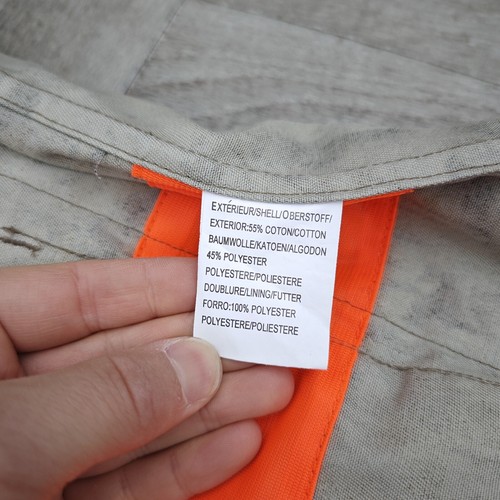 EXTÉRIEUR/SHELL/OBERSTOFF/
EXTERIOR:55% COTON/COTTON
BAUMWOLLE/KATOEN/ALGODON
45% POLYESTER
POLYESTERE/POLIESTERE
DOUBLURE/LINING/FUTTER
FORRO:100% POLYESTER
POLYESTERE/POLIESTERE